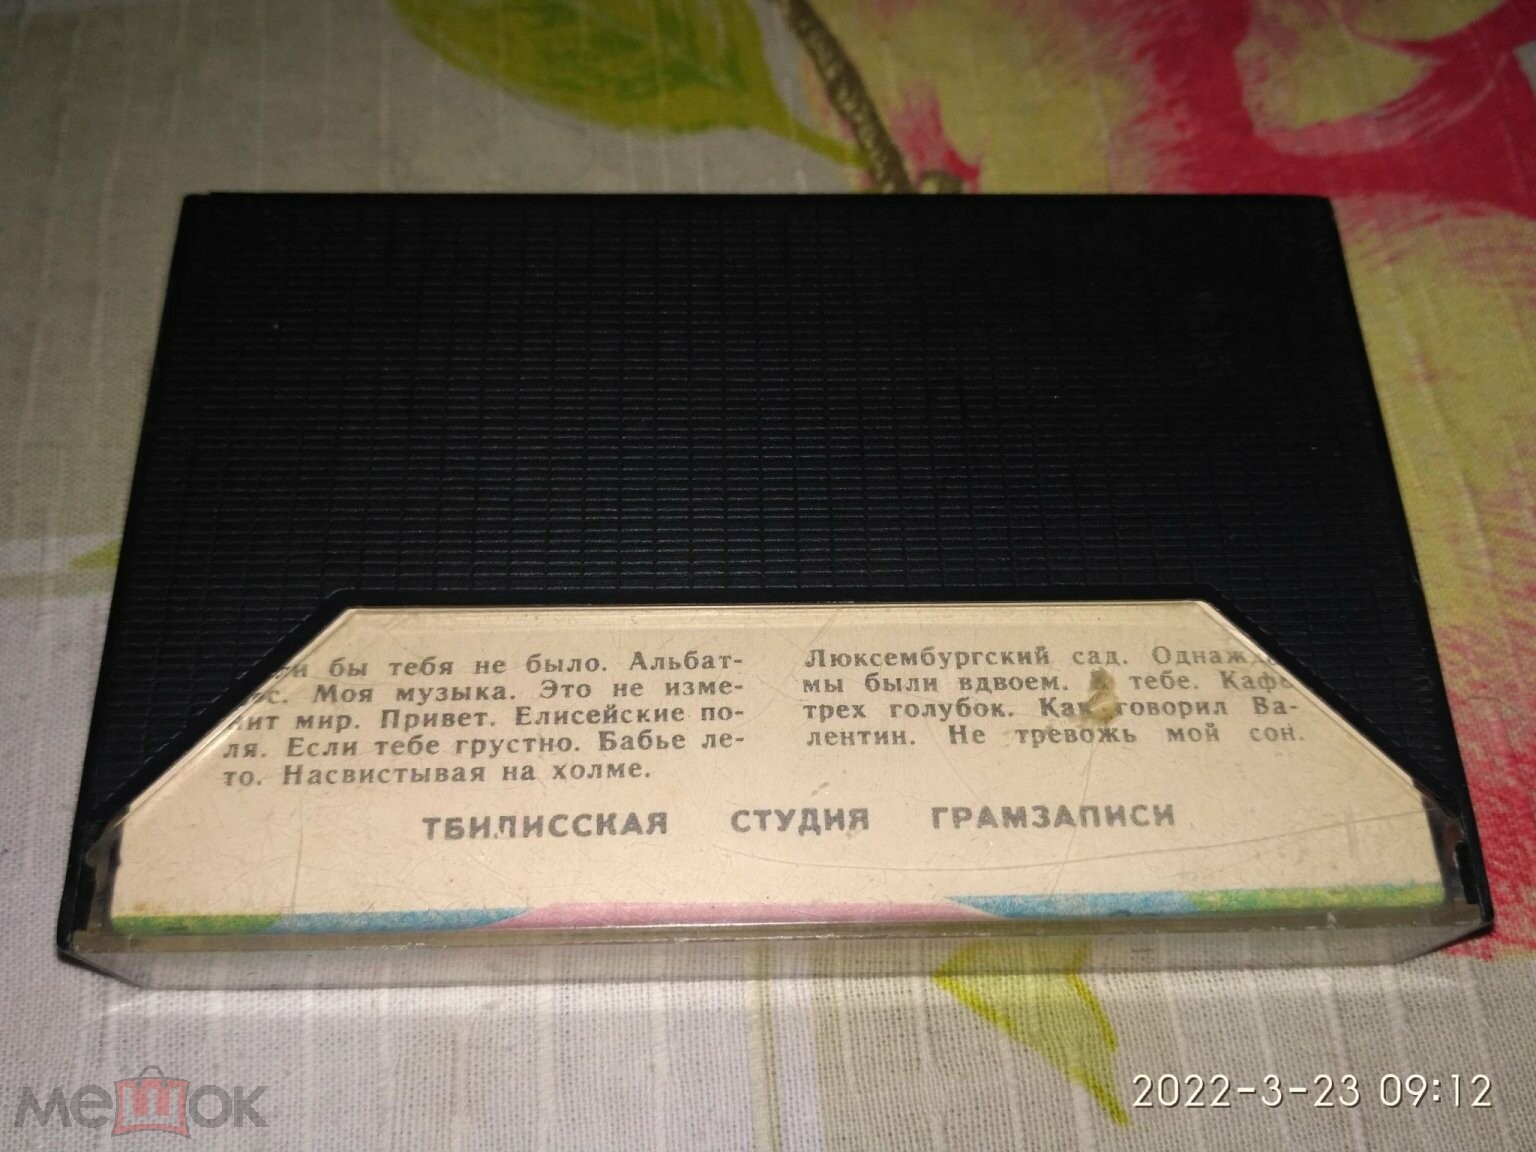 бы тебя не было. Альбат-
Моя музыка. Это не изме-
нит мир. Привет. Елисейские по-
ля. Если тебе грустно. Бабье ле-
то. Насвистывая на холме.
Люксембургский сад.
мы были вдвоем. тебе. Кафе
трех голубок. Как говорил Ва-
лентин. Не тревожь мой сон.
ТБИЛИССКАЯ СТУДИЯ ГРАМЗАПИСИ
мешок
2022-3-23 09:12